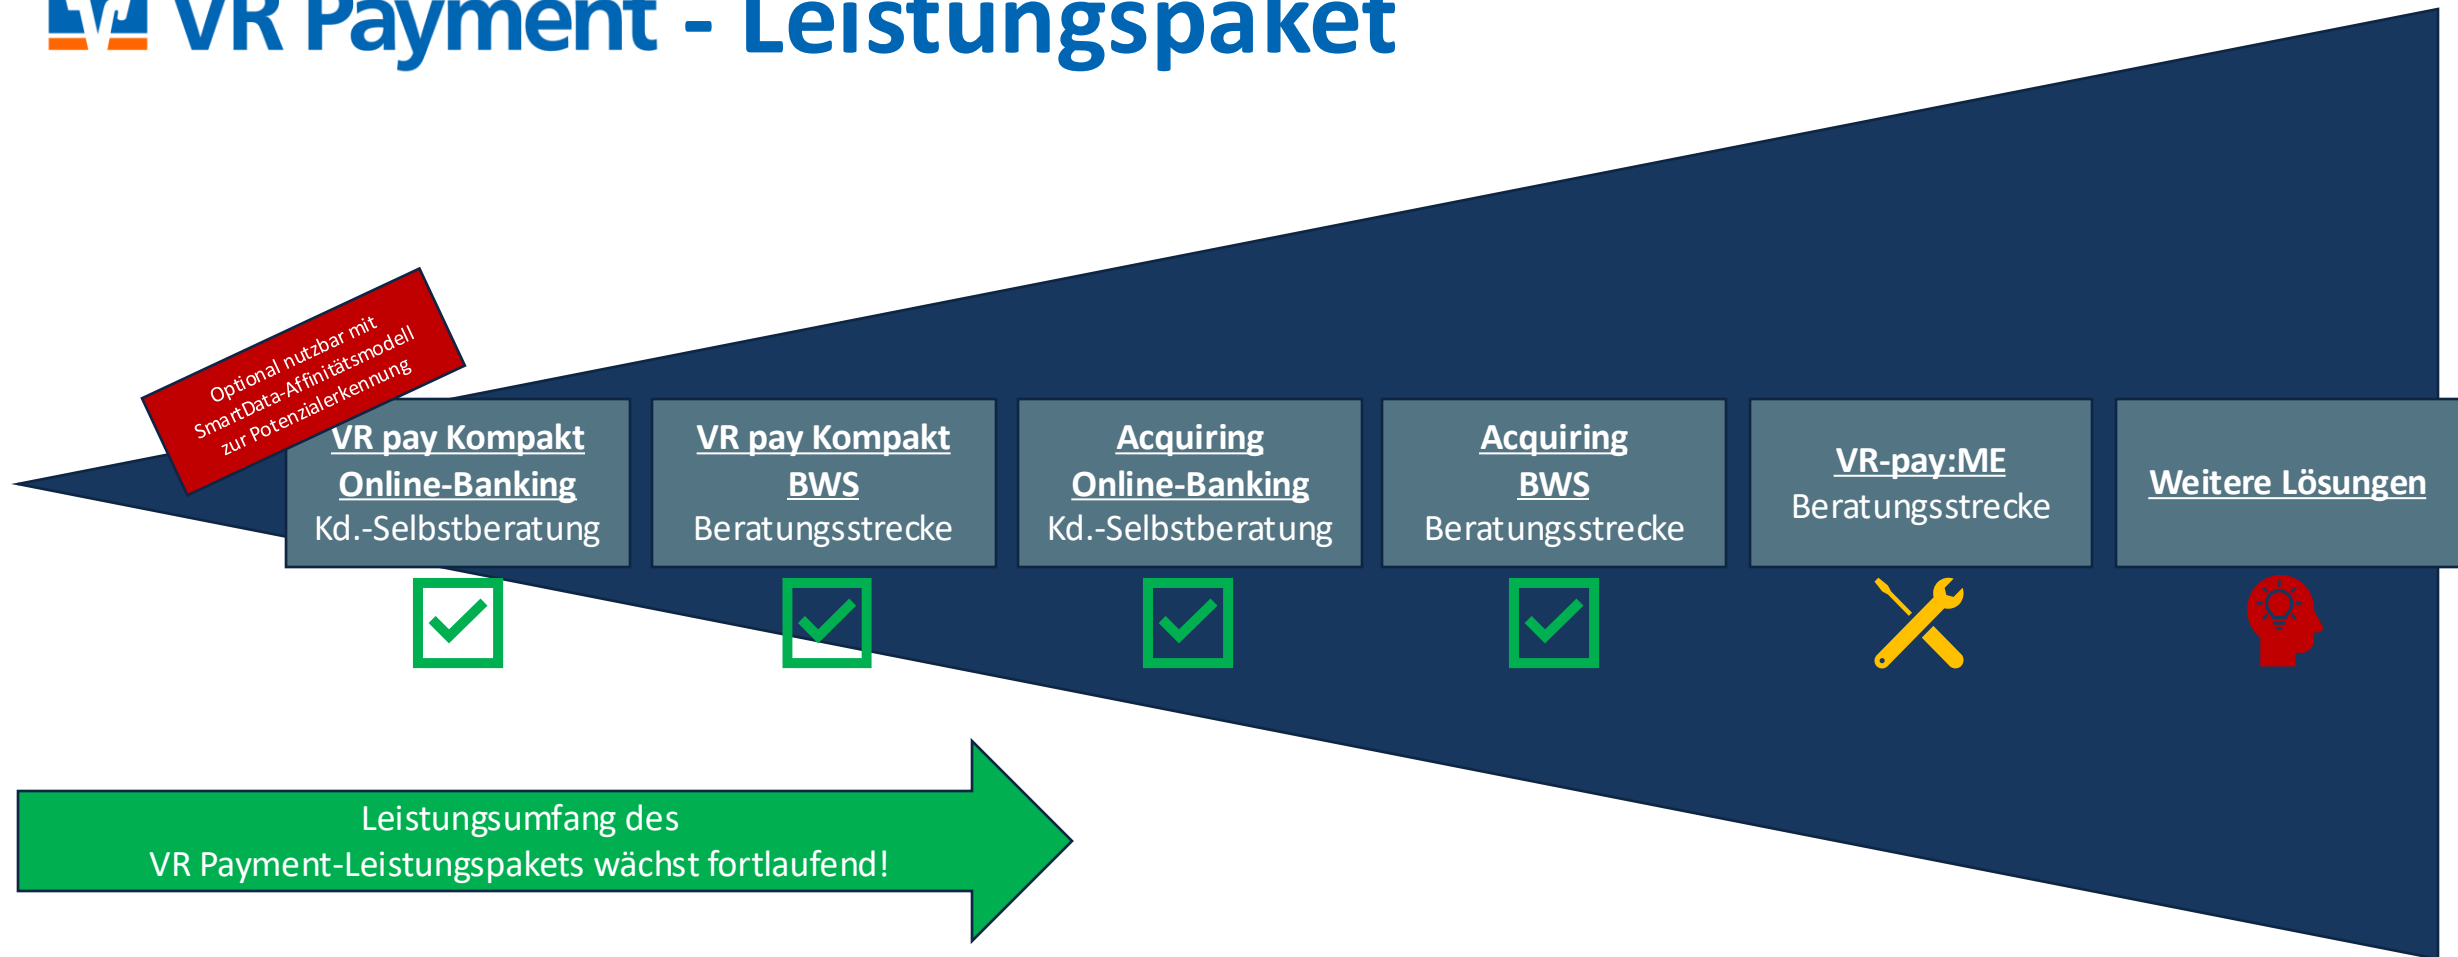 VR Payment - Leistungspaket
Optional nutzbar mit
SmartData-Affinitätsmodell
zur Potenzialerkennung
VR pay Kompakt
Online-Banking
Kd.-Selbstberatung
VR pay Kompakt
BWS
Beratungsstrecke
Acquiring
Online-Banking
Kd.-Selbstberatung
Acquiring
BWS
Beratungsstrecke
VR-pay:ME
Beratungsstrecke
Weitere Lösungen
Leistungsumfang des
VR Payment-Leistungspakets wächst fortlaufend!